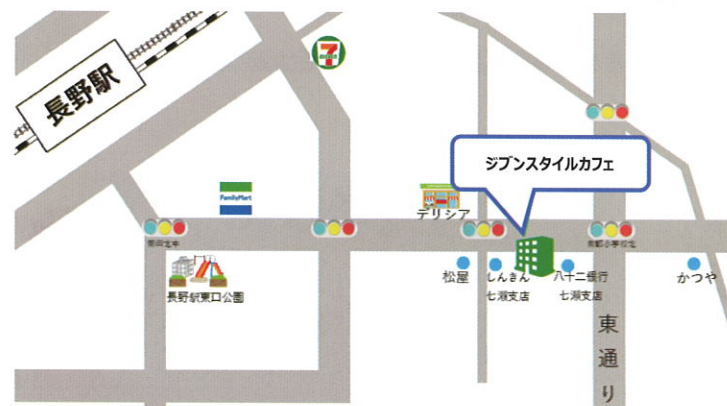 長野駅
7
ジブンスタイルカフェ
FamilyMart
デリシア
長野駅東口公園
松屋
しんきん
七瀬支店
八十二銀行
七瀬支店
かつや
東通り